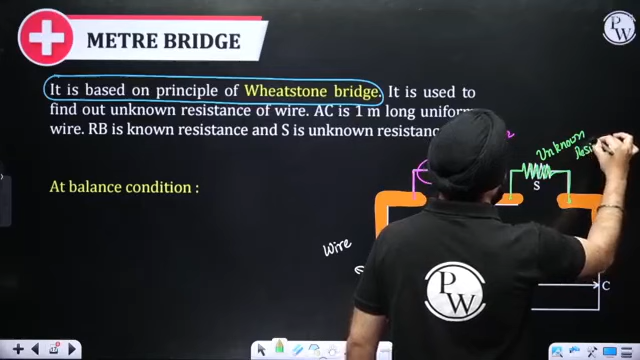 METRE BRIDGE
P
W
It is based on principle of Wheatstone bridge. It is used to
find out unknown resistance of wire. AC is 1 m long uniform
wire. RB is known resistance and S is unknown resistance
At balance condition :
Unknown
S
wire
C
P
W